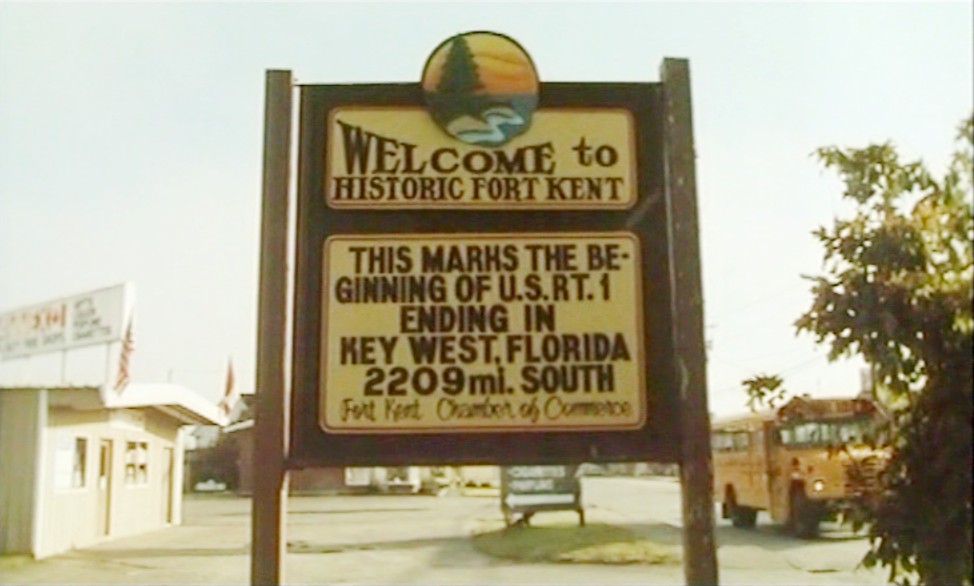 WELCOME to
HISTORIC FORT KENT
THIS MARKS THE BE-
GINNING OF U.S. RT. 1
ENDING IN
KEY WEST, FLORIDA
2209 mi. SOUTH
Fort Kent Chamber of Commerce